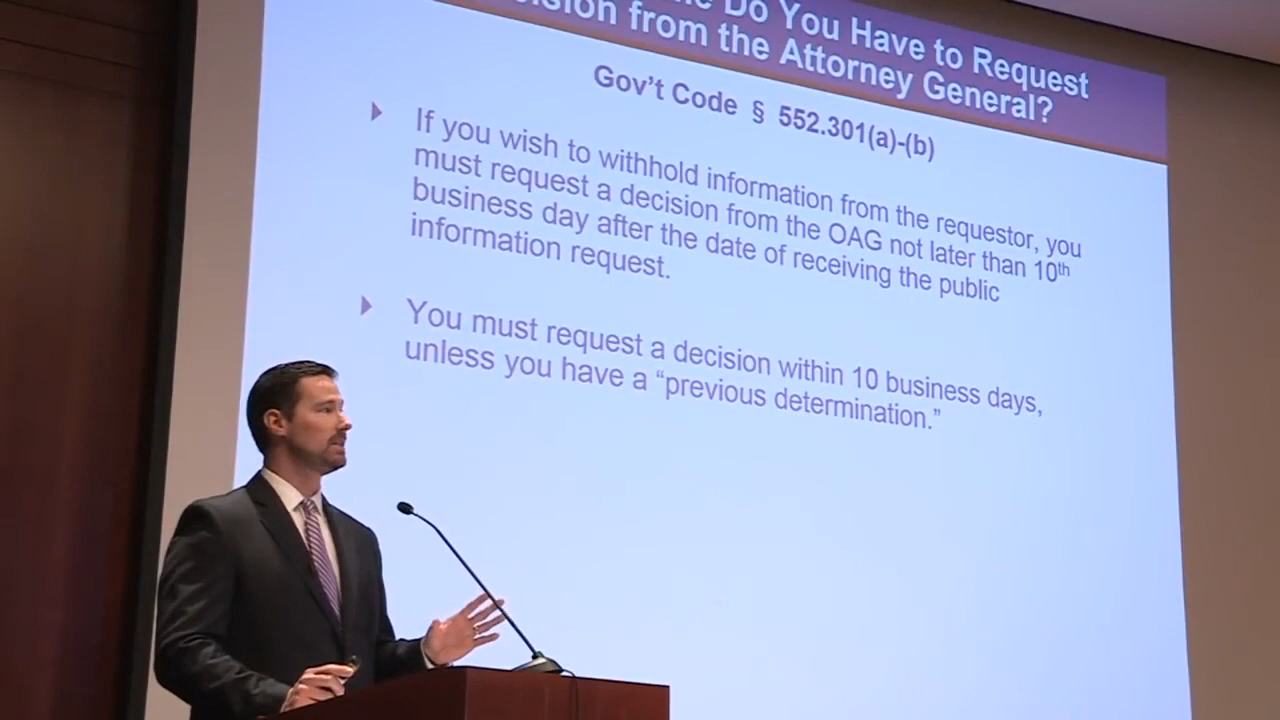 Do You Have to Request
from the Attorney General?
Gov't Code § 552.301(a)-(b)
If you wish to withhold information from the requestor, you
must request a decision from the OAG not later than 10th
business day after the date of receiving the public
information request.
You must request a decision within 10 business days,
unless you have a “previous determination.”